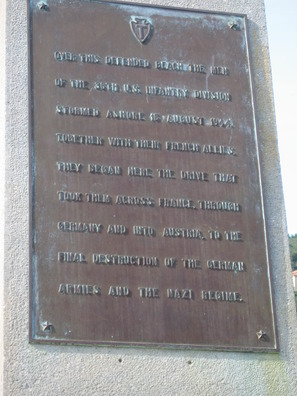 OVER THIS DEFENDED BEACH THE MEN
OF THE 36TH U.S. INFANTRY DIVISION
STORMED ASHORE 15 AUGUST 1944
TOGETHER WITH THEIR FRENCH ALLIES.
THEY BEGAN HERE THE DRIVE THAT
TOOK THEM ACROSS FRANCE, THROUGH
GERMANY AND INTO AUSTRIA, TO THE
FINAL DESTRUCTION OF THE GERMAN
ARMIES AND THE NAZI REGIME.